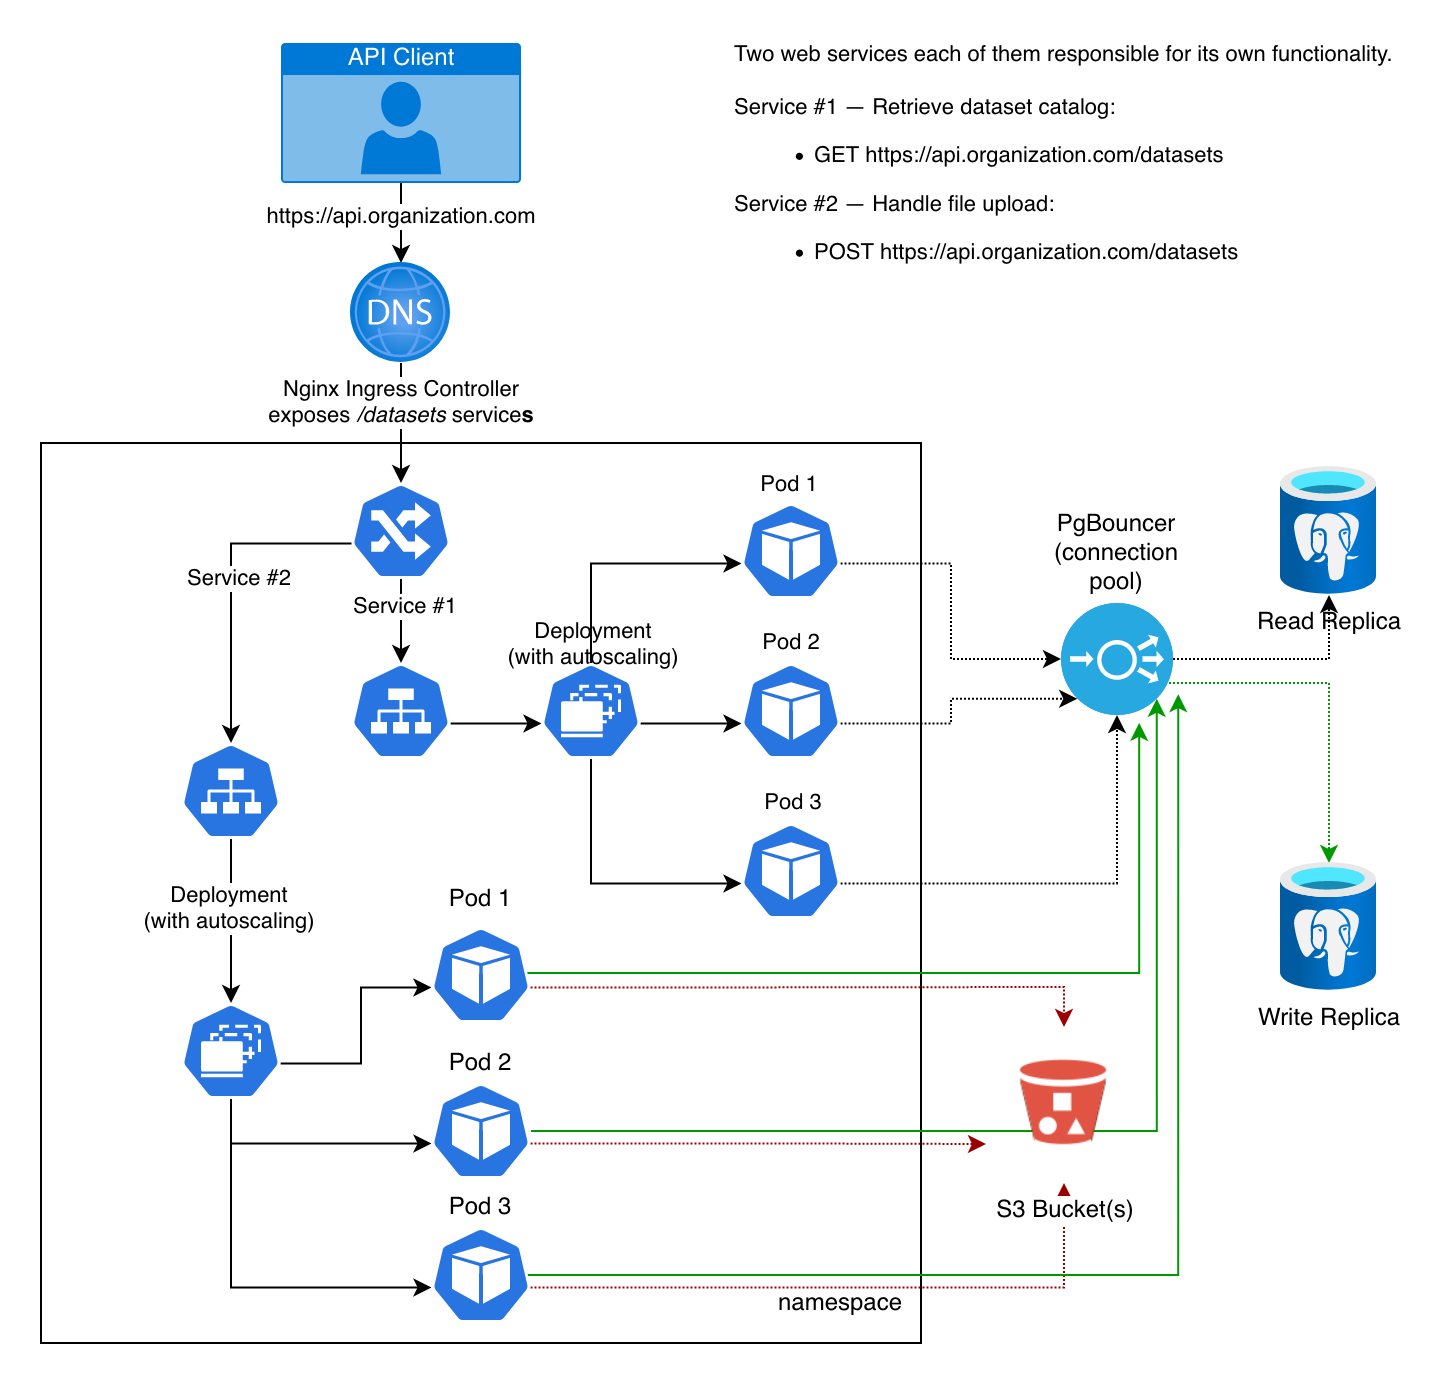 API Client
Two web services each of them responsible for its own functionality.
Service #1 — Retrieve dataset catalog:
• GET https://api.organization.com/datasets
Service #2 — Handle file upload:
• POST https://api.organization.com/datasets
https://api.organization.com
DNS
Nginx Ingress Controller
exposes /datasets services
Pod 1
PgBouncer
(connection
pool)
Service #2
Service #1
Deployment
(with autoscaling)
Pod 2
Read Replica
Pod 3
Deployment
(with autoscaling)
Pod 1
Write Replica
Pod 2
Pod 3
S3 Bucket(s)
namespace